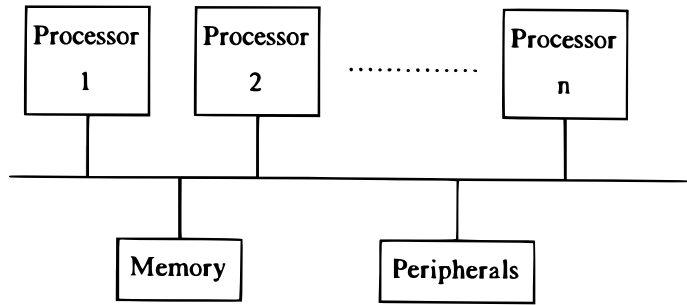 Processor
1
Processor
2
Processor
n
Memory
Peripherals